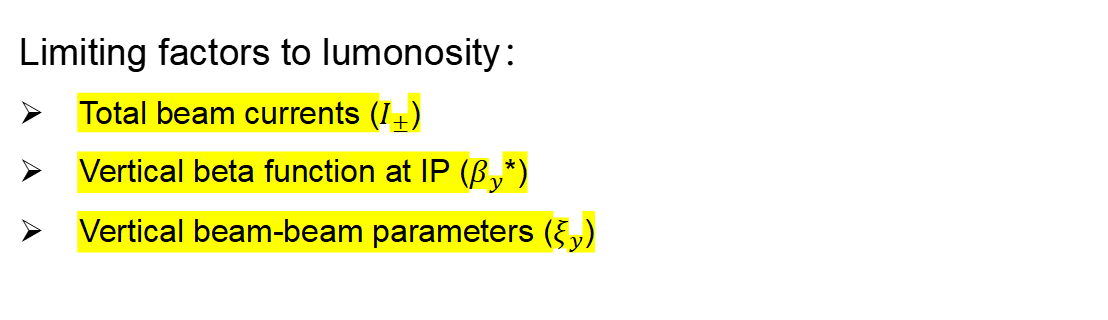 Limiting factors to lumonosity：
➢ Total beam currents (𝐼±)
➢ Vertical beta function at IP (𝛽𝑦*)
➢ Vertical beam-beam parameters (𝜉𝑦)